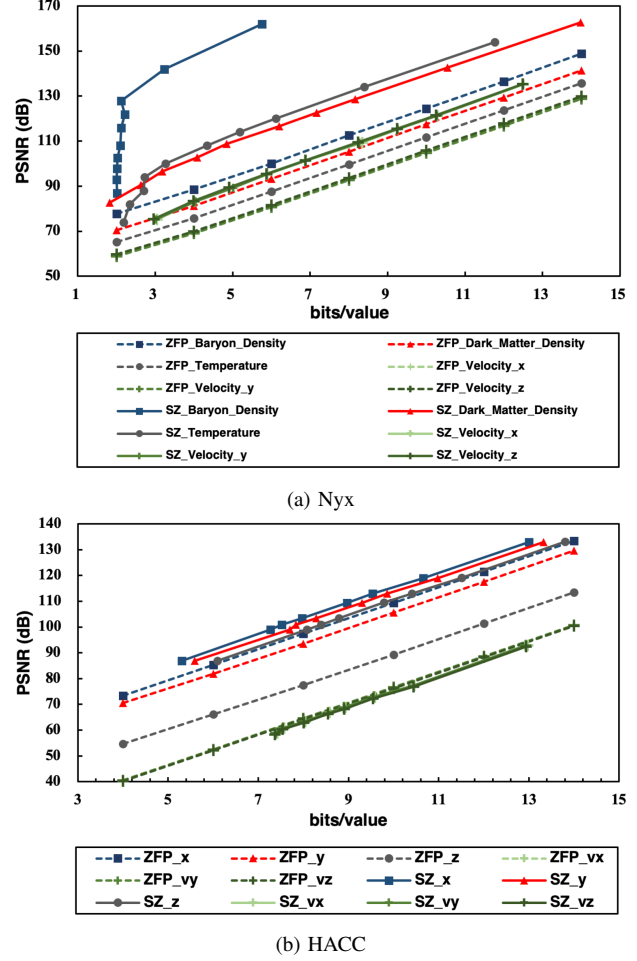 170
150
130
110
90
70
50
PSNR (dB)
1 3 5 7 9 11 13 15
bits/value
ZFP_Baryon_Density ZFP_Dark_Matter_Density
ZFP_Temperature ZFP_Velocity_x
ZFP_Velocity_y ZFP_Velocity_z
SZ_Baryon_Density SZ_Dark_Matter_Density
SZ_Temperature SZ_Velocity_x
SZ_Velocity_y SZ_Velocity_z
(a) Nyx
140
130
120
110
100
90
80
70
60
50
40
PSNR (dB)
3 5 7 9 11 13 15
bits/value
ZFP_x ZFP_y ZFP_z ZFP_vx
ZFP_vy ZFP_vz SZ_x SZ_y
SZ_z SZ_vx SZ_vy SZ_vz
(b) HACC